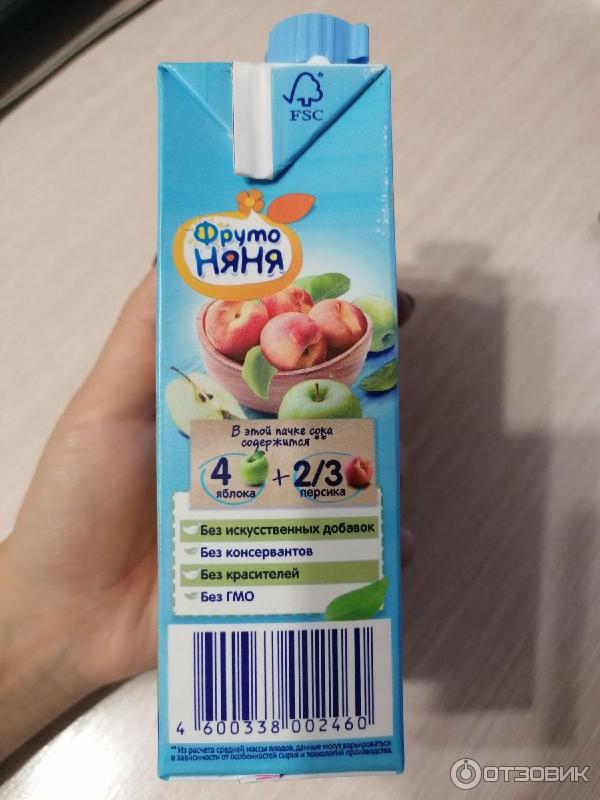 FSC
Фруто
НЯНЯ
В этой пачке сока
содержится**
4 + 2/3
яблока персика
Без искусственных добавок
Без консервантов
Без красителей
Без ГМО
4 600338 002460
** Из расчета средней массы плодов, данные могут варьироваться
в зависимости от особенностей сырья и технологий производства.
ОТЗОВИК